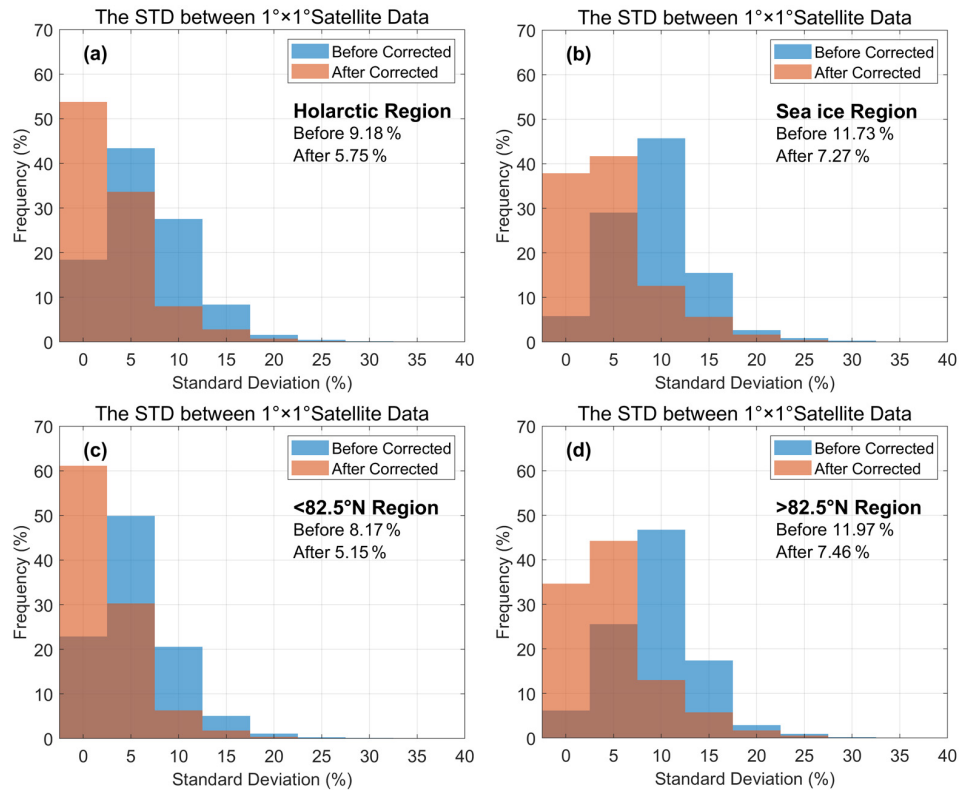 The STD between 1°×1°Satellite Data
(a)
Before Corrected
After Corrected
Holarctic Region
Before 9.18 %
After 5.75 %
Frequency (%)
70
60
50
40
30
20
10
0
0 5 10 15 20 25 30 35 40
Standard Deviation (%)
The STD between 1°×1°Satellite Data
(b)
Before Corrected
After Corrected
Sea ice Region
Before 11.73 %
After 7.27 %
Frequency (%)
70
60
50
40
30
20
10
0
0 5 10 15 20 25 30 35 40
Standard Deviation (%)
The STD between 1°×1°Satellite Data
(c)
Before Corrected
After Corrected
<82.5°N Region
Before 8.17 %
After 5.15 %
Frequency (%)
70
60
50
40
30
20
10
0
0 5 10 15 20 25 30 35 40
Standard Deviation (%)
The STD between 1°×1°Satellite Data
(d)
Before Corrected
After Corrected
>82.5°N Region
Before 11.97 %
After 7.46 %
Frequency (%)
70
60
50
40
30
20
10
0
0 5 10 15 20 25 30 35 40
Standard Deviation (%)